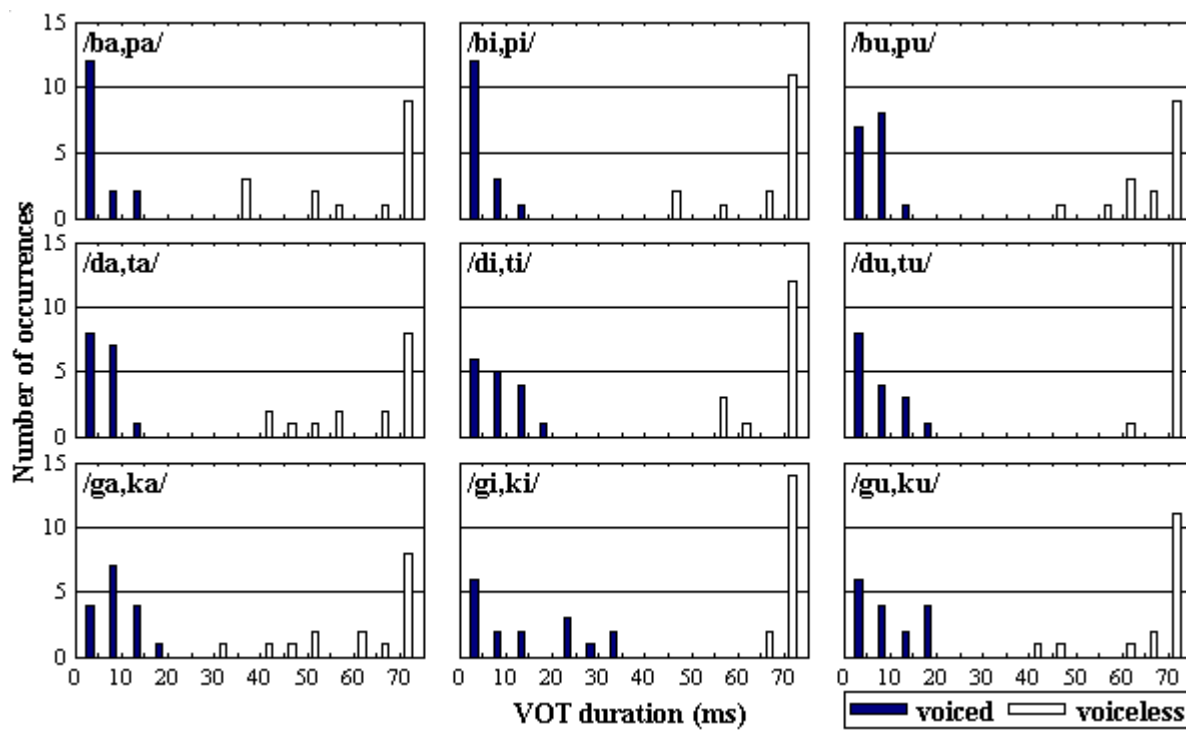 /ba,pa/
/bi,pi/
/bu,pu/
15
10
5
0
/da,ta/
/di,ti/
/du,tu/
15
10
5
0
/ga,ka/
/gi,ki/
/gu,ku/
15
10
5
0
Number of occurrences
0 10 20 30 40 50 60 70
0 10 20 30 40 50 60 70
0 10 20 30 40 50 60 70
VOT duration (ms)
voiced voiceless